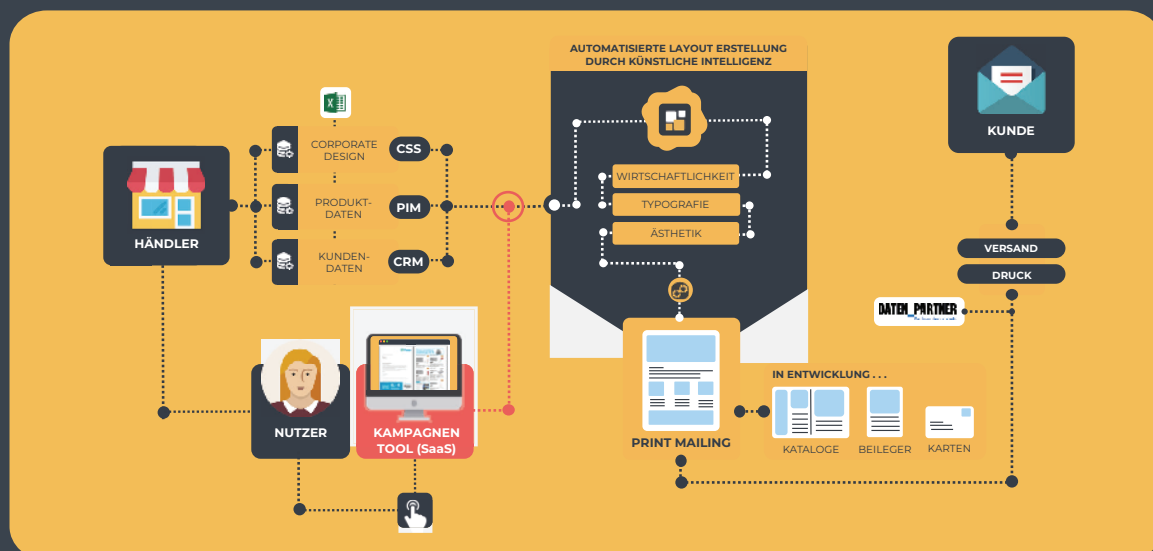 AUTOMATISIERTE LAYOUT ERSTELLUNG
DURCH KÜNSTLICHE INTELLIGENZ
HÄNDLER
CORPORATE
DESIGN
CSS
PRODUKT-
DATEN
PIM
KUNDEN-
DATEN
CRM
WIRTSCHAFTLICHKEIT
TYPOGRAFIE
ÄSTHETIK
KUNDE
VERSAND
DRUCK
DATEN_PARTNER
NUTZER
KAMPAGNEN
TOOL (SaaS)
PRINT MAILING
IN ENTWICKLUNG . . .
KATALOGE
BEILEGER
KARTEN